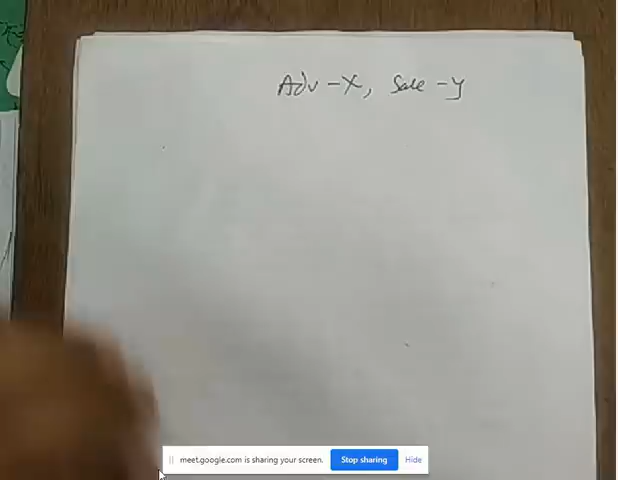 Adv - X, Sale - y
meet.google.com is sharing your screen. Stop sharing Hide